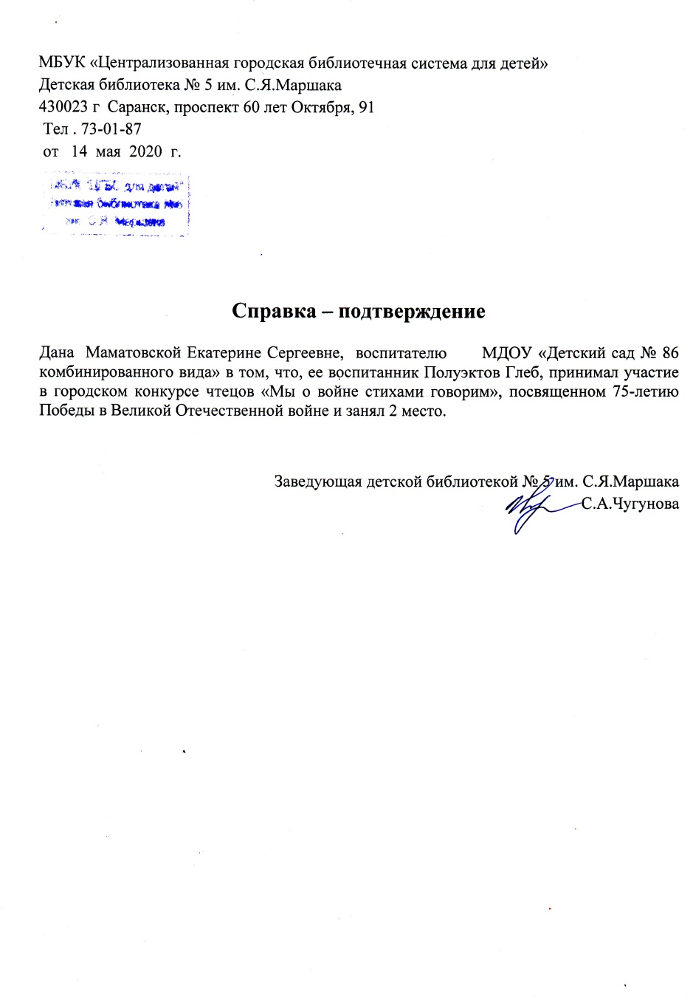 МБУК «Централизованная городская библиотечная система для детей»
Детская библиотека № 5 им. С.Я.Маршака
430023 г Саранск, проспект 60 лет Октября, 91
Тел . 73-01-87
от 14 мая 2020 г.
для детей"
библиотека №5
им. С.Я. Маршака
Справка – подтверждение
Дана Маматовской Екатерине Сергеевне, воспитателю МДОУ «Детский сад № 86
комбинированного вида» в том, что, ее воспитанник Полуэктов Глеб, принимал участие
в городском конкурсе чтецов «Мы о войне стихами говорим», посвященном 75-летию
Победы в Великой Отечественной войне и занял 2 место.
Заведующая детской библиотекой № 5 им. С.Я.Маршака
С.А.Чугунова